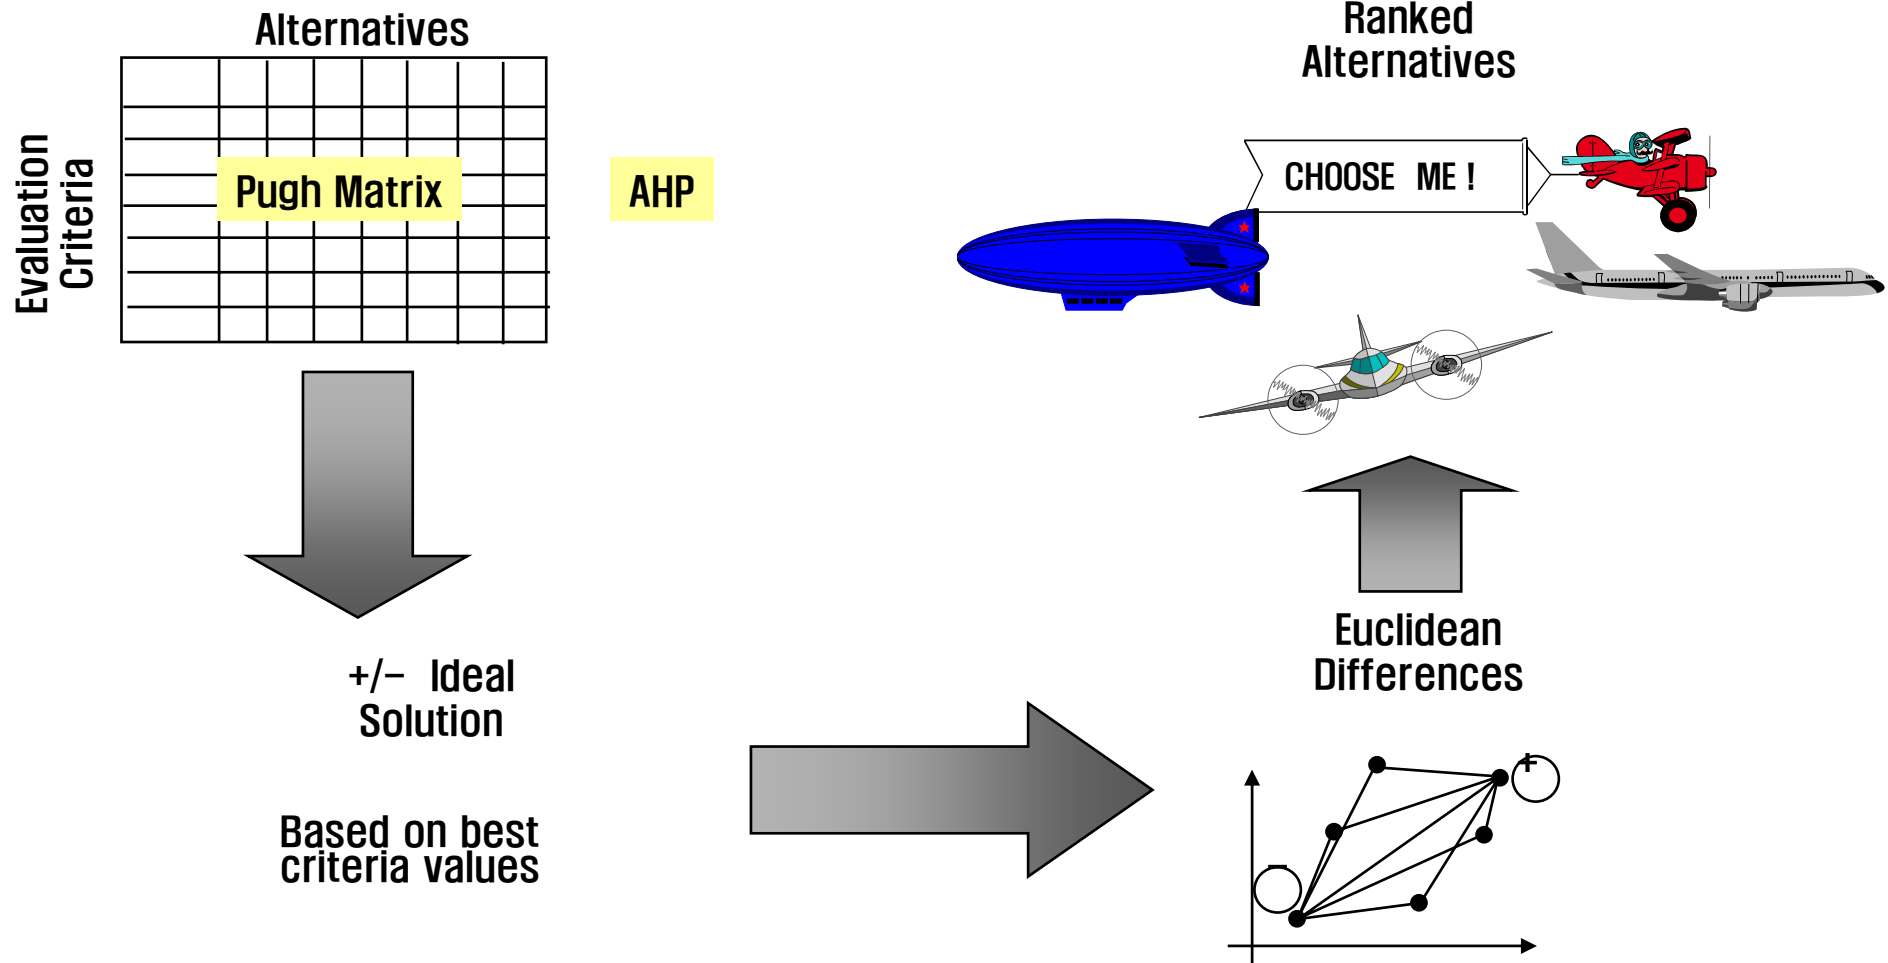 Alternatives
Evaluation
Criteria
Pugh Matrix
AHP
+/− Ideal
Solution
Based on best
criteria values
Ranked
Alternatives
CHOOSE ME !
Euclidean
Differences
+
−